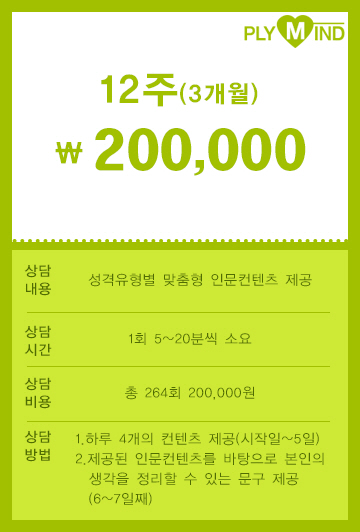 PLY MIND
12주(3개월)
₩ 200,000
상담
내용
성격유형별 맞춤형 인문컨텐츠 제공
상담
시간
1회 5~20분씩 소요
상담
비용
총 264회 200,000원
상담
방법
1.하루 4개의 컨텐츠 제공(시작일~5일)
2.제공된 인문컨텐츠를 바탕으로 본인의
생각을 정리할 수 있는 문구 제공
(6~7일째)